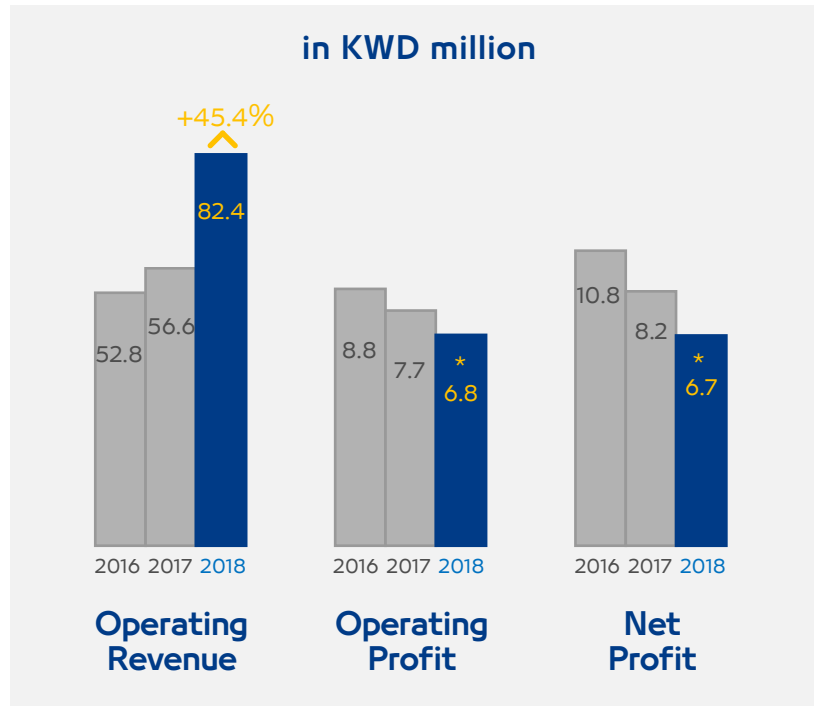 in KWD million
+45.4%
82.4
56.6
52.8
2016 2017 2018
Operating
Revenue
8.8
7.7
*
6.8
2016 2017 2018
Operating
Profit
10.8
8.2
*
6.7
2016 2017 2018
Net
Profit